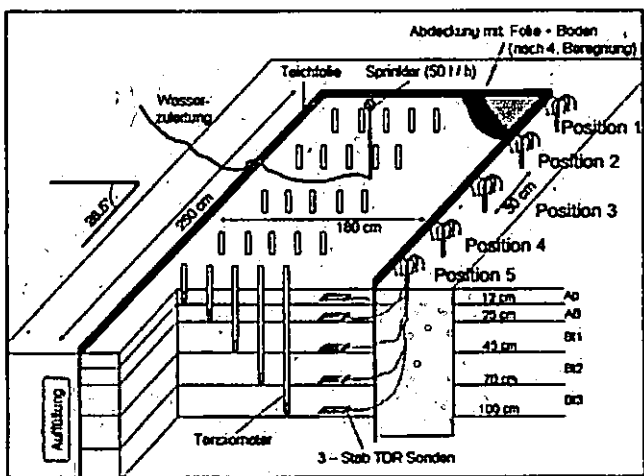 Abdeckung mit Folie + Boden
(nach 4. Beregnung)
Teichfolie
Sprinkler (50 l / h)
Wasser-
zuleitung
Position 1
Position 2
50 cm
Position 3
28.5°
250 cm
180 cm
Position 4
Position 5
12 cm
Ap
25 cm
45 cm
Bt1
70 cm
Bt2
100 cm
Bt3
Auffüllung
Tensiometer
3 - Stab TDR Sonden